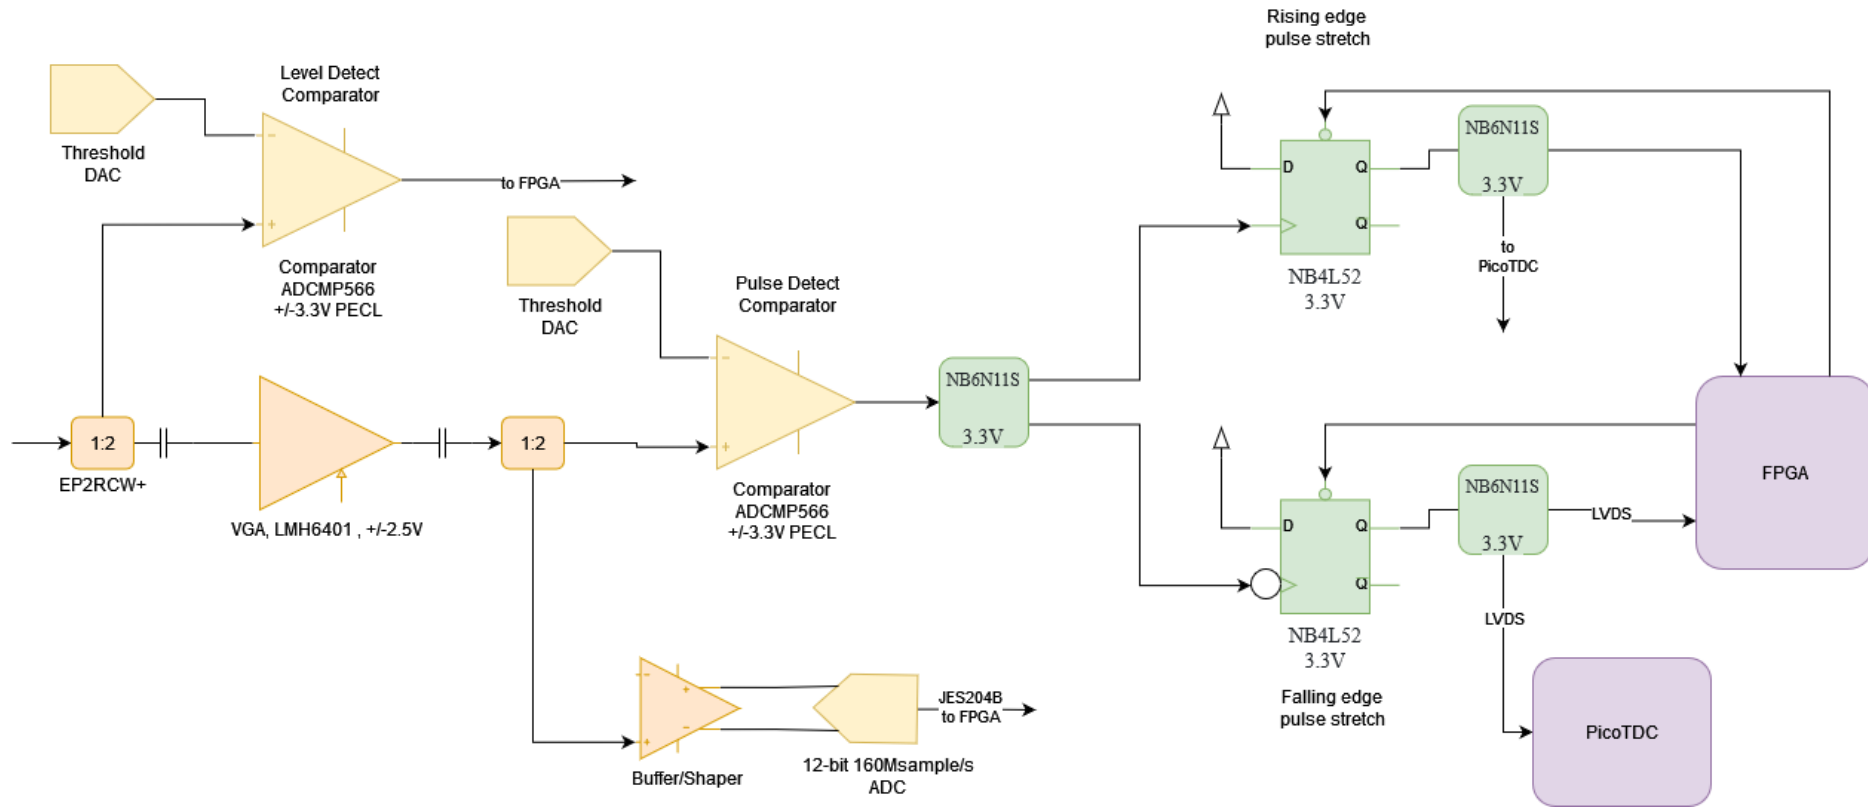 Rising edge
pulse stretch
Level Detect
Comparator
Threshold
DAC
−
+
to FPGA
Comparator
ADCMP566
+/-3.3V PECL
Threshold
DAC
Pulse Detect
Comparator
−
+
Comparator
ADCMP566
+/-3.3V PECL
1:2
EP2RCW+
VGA, LMH6401 , +/-2.5V
1:2
NB6N11S
3.3V
D
Q
Q
NB4L52
3.3V
NB6N11S
3.3V
to
PicoTDC
D
Q
Q
NB4L52
3.3V
Falling edge
pulse stretch
NB6N11S
3.3V
LVDS
LVDS
FPGA
PicoTDC
−
+
+
−
Buffer/Shaper
JES204B
to FPGA
12-bit 160Msample/s
ADC